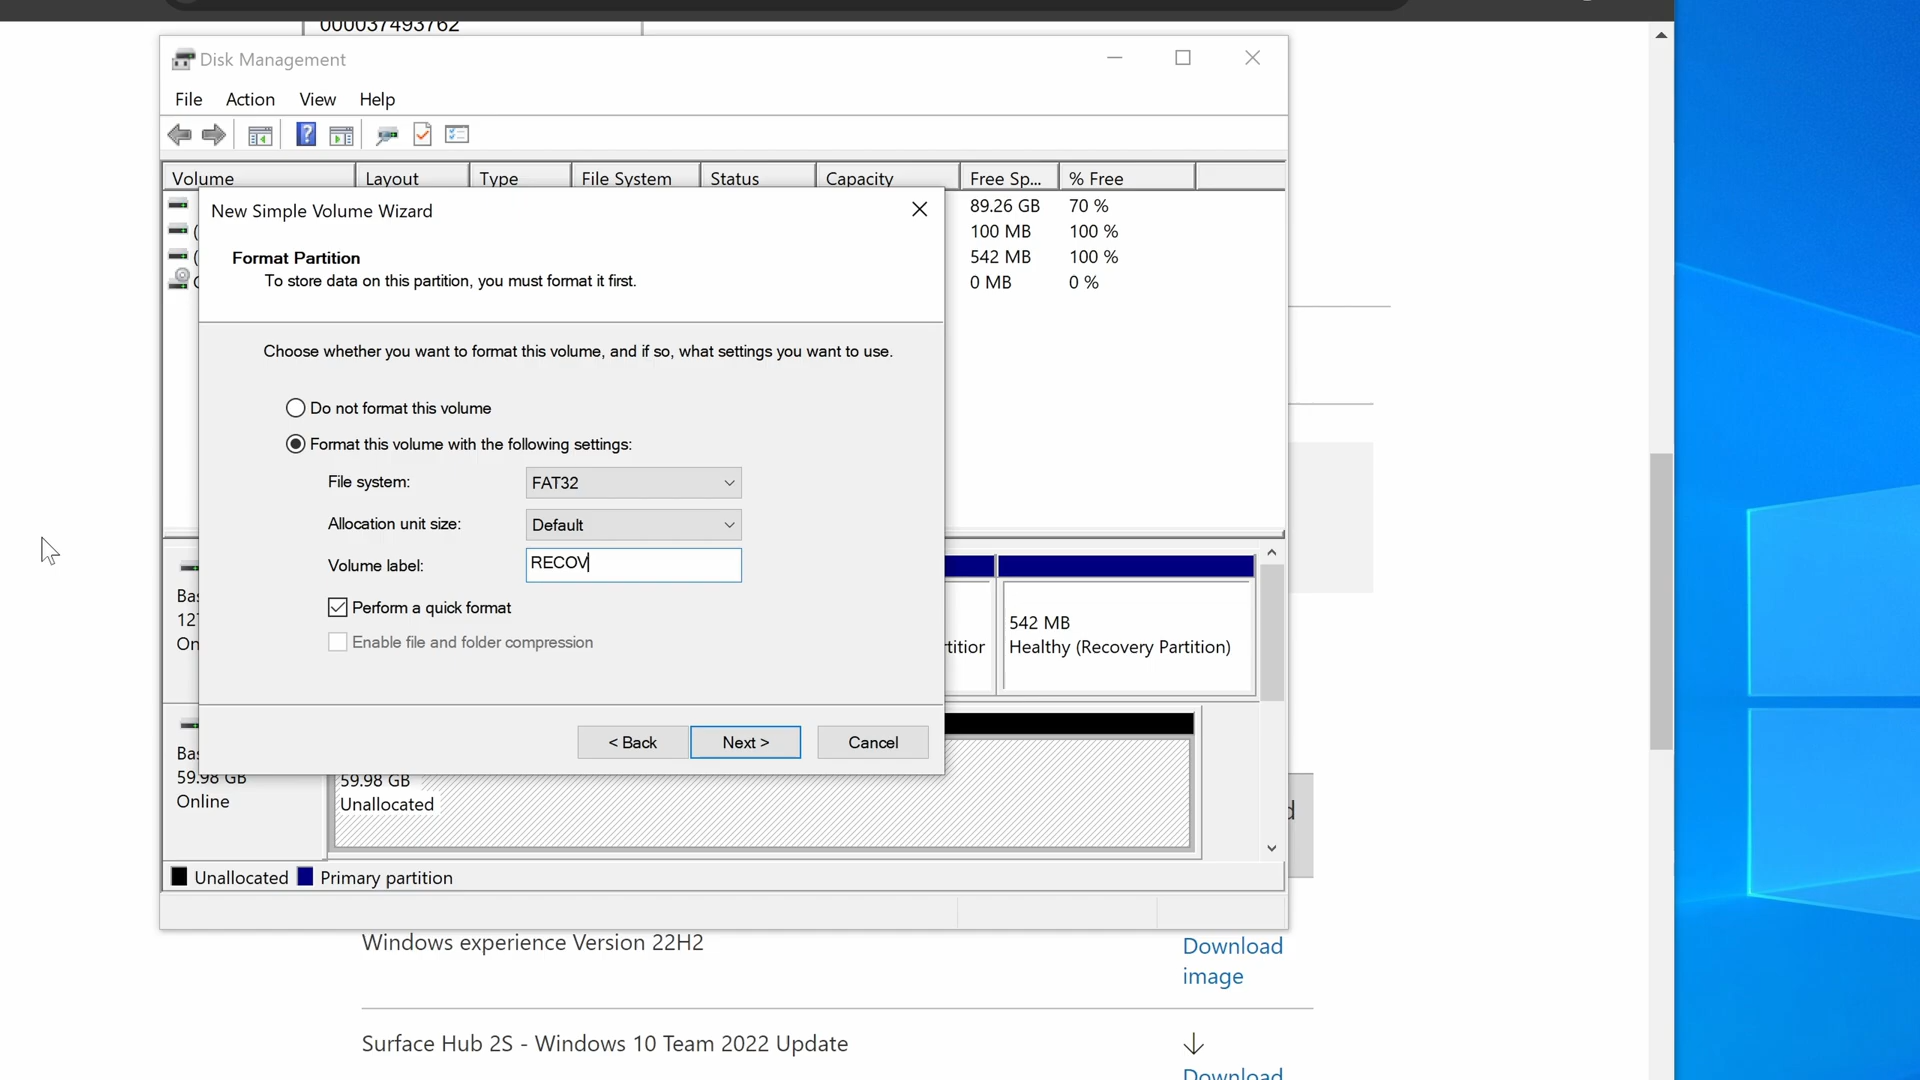 000037493762
Disk Management
File Action View Help
Volume Layout Type File System Status Capacity Free Sp... % Free
89.26 GB 70 %
100 MB 100 %
542 MB 100 %
0 MB 0 %
New Simple Volume Wizard
Format Partition
To store data on this partition, you must format it first.
Choose whether you want to format this volume, and if so, what settings you want to use.
Do not format this volume
Format this volume with the following settings:
File system: FAT32
Allocation unit size: Default
Volume label: RECOV
Perform a quick format
Enable file and folder compression
< Back Next > Cancel
542 MB
Healthy (Recovery Partition)
59.98 GB
Online
59.98 GB
Unallocated
Unallocated Primary partition
Windows experience Version 22H2
Download
image
Surface Hub 2S - Windows 10 Team 2022 Update
Download